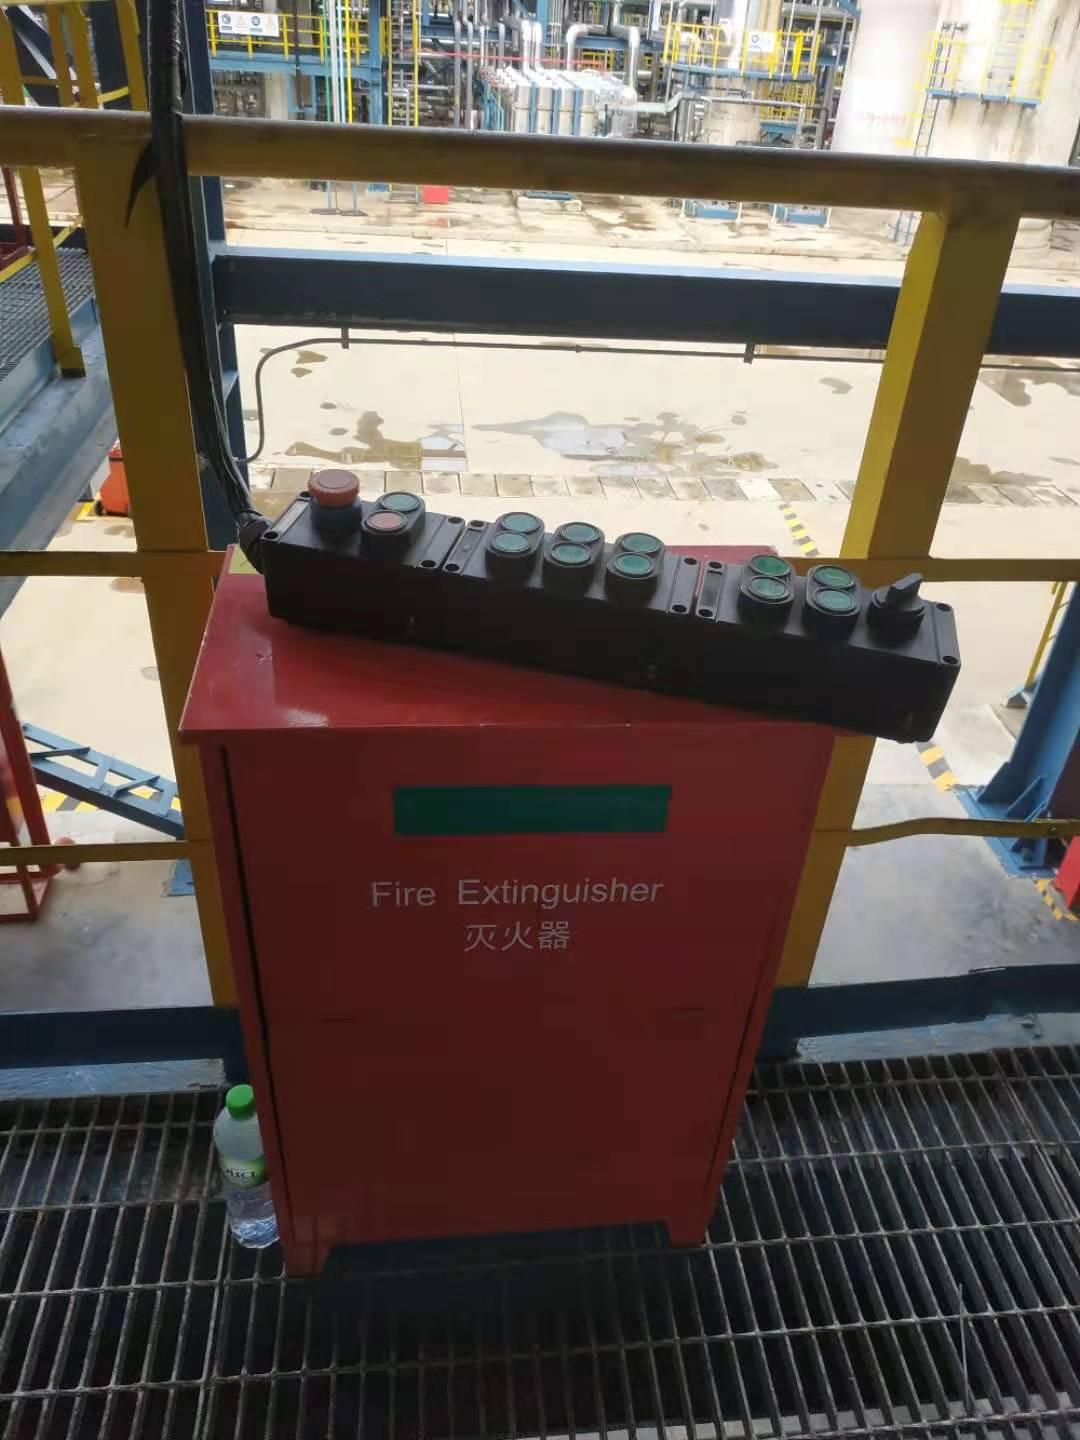 Fire Extinguisher
灭火器